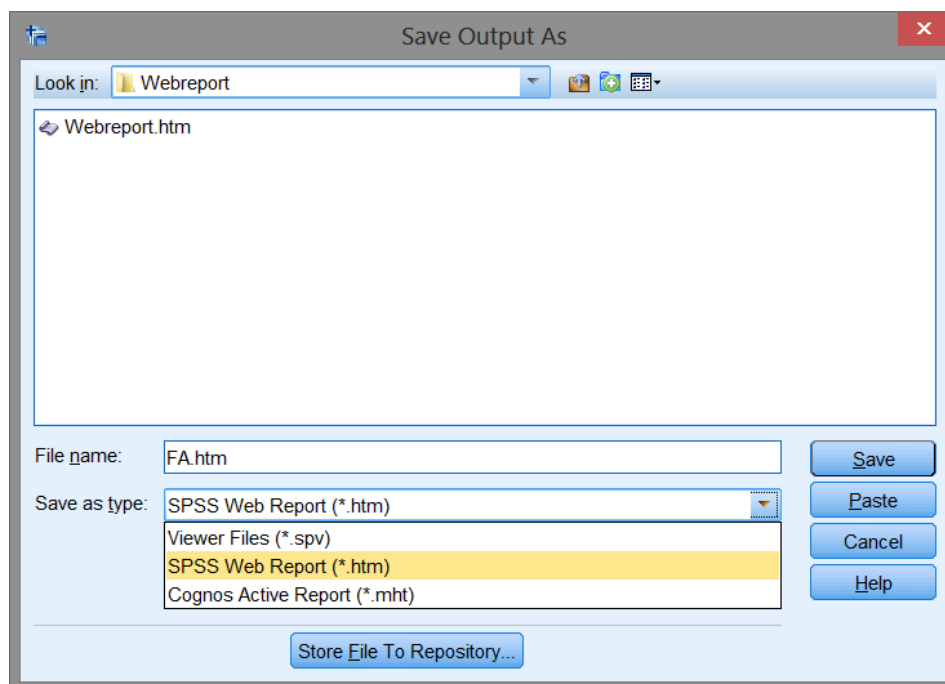 Save Output As
Look in: Webreport
Webreport.htm
File name: FA.htm
Save
Save as type: SPSS Web Report (*.htm)
Paste
Viewer Files (*.spv)
SPSS Web Report (*.htm)
Cognos Active Report (*.mht)
Cancel
Help
Store File To Repository...